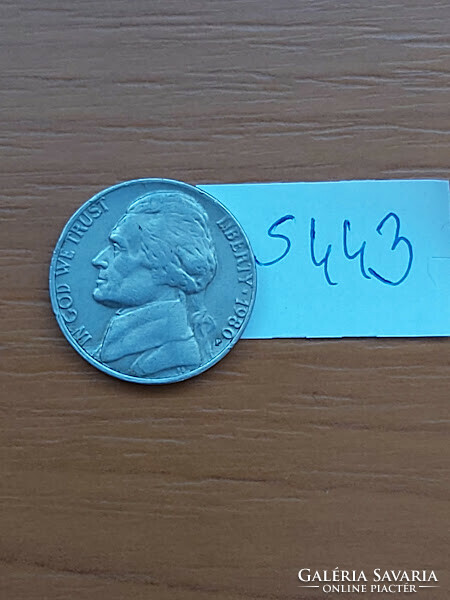 IN GOD WE TRUST
LIBERTY · 1980
S443
GALÉRIA SAVARIA
ONLINE PIACTÉR